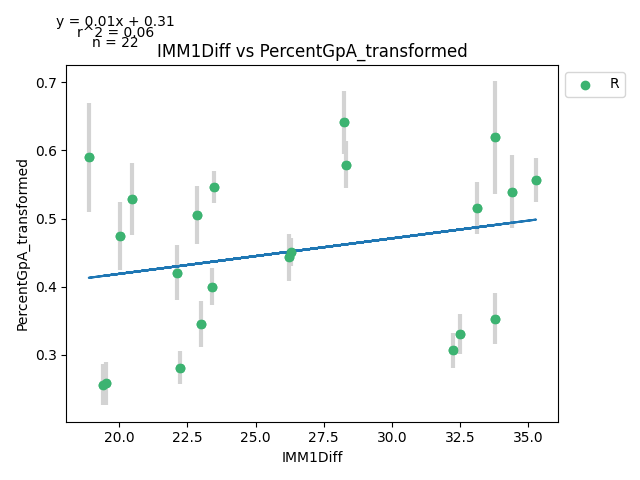 y = 0.01x + 0.31
r^2 = 0.06
n = 22
IMM1Diff vs PercentGpA_transformed
R
0.7
0.6
0.5
0.4
0.3
PercentGpA_transformed
20.0 22.5 25.0 27.5 30.0 32.5 35.0
IMM1Diff